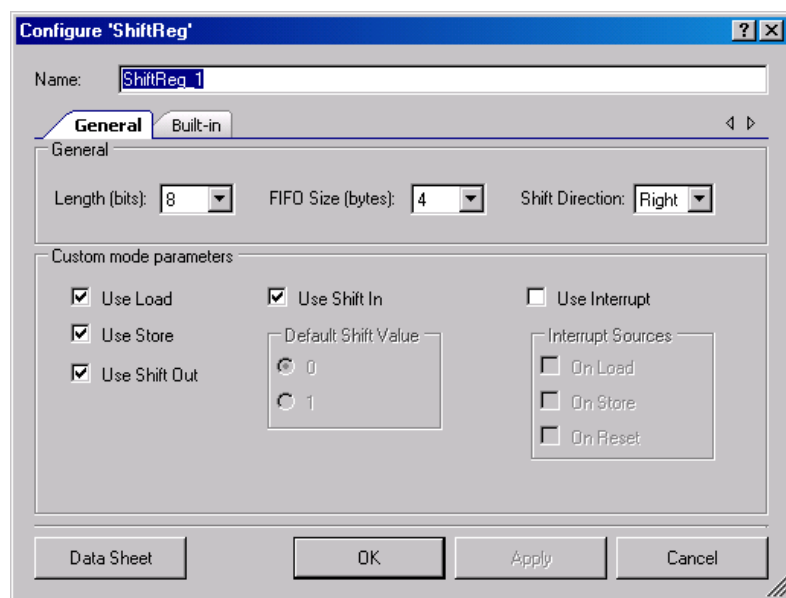 Configure 'ShiftReg'
Name: ShiftReg_1
General Built-in
General
Length (bits): 8 FIFO Size (bytes): 4 Shift Direction: Right
Custom mode parameters
Use Load Use Shift In Use Interrupt
Use Store Default Shift Value Interrupt Sources
Use Shift Out 0 On Load
1 On Store
On Reset
Data Sheet OK Apply Cancel